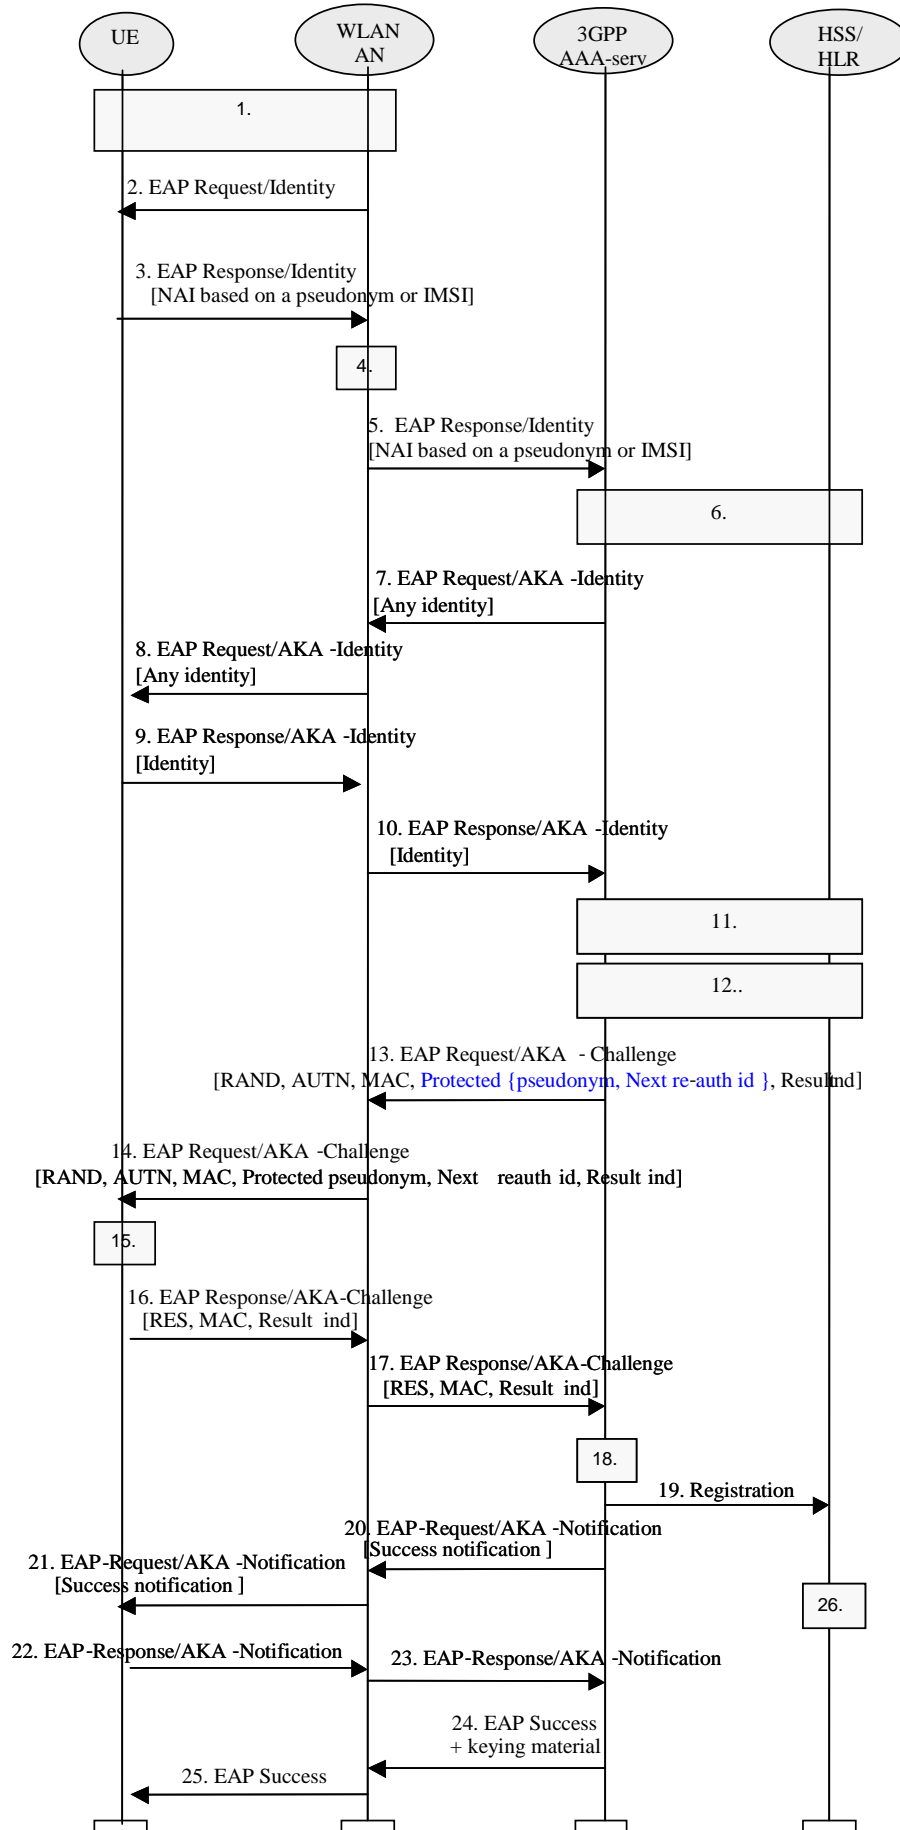 UE
WLAN
AN
3GPP
AAA-serv
HSS/
HLR
1.
2. EAP Request/Identity
3. EAP Response/Identity
[NAI based on a pseudonym or IMSI]
4.
5. EAP Response/Identity
[NAI based on a pseudonym or IMSI]
6.
7. EAP Request/AKA -Identity
[Any identity]
8. EAP Request/AKA -Identity
[Any identity]
9. EAP Response/AKA -Identity
[Identity]
10. EAP Response/AKA -Identity
[Identity]
11.
12..
13. EAP Request/AKA - Challenge
[RAND, AUTN, MAC, Protected {pseudonym, Next re-auth id }, Result ind]
14. EAP Request/AKA -Challenge
[RAND, AUTN, MAC, Protected pseudonym, Next reauth id, Result ind]
15.
16. EAP Response/AKA-Challenge
[RES, MAC, Result ind]
17. EAP Response/AKA-Challenge
[RES, MAC, Result ind]
18.
19. Registration
20. EAP-Request/AKA -Notification
[Success notification ]
21. EAP-Request/AKA -Notification
[Success notification ]
26.
22. EAP-Response/AKA -Notification
23. EAP-Response/AKA -Notification
24. EAP Success
+ keying material
25. EAP Success